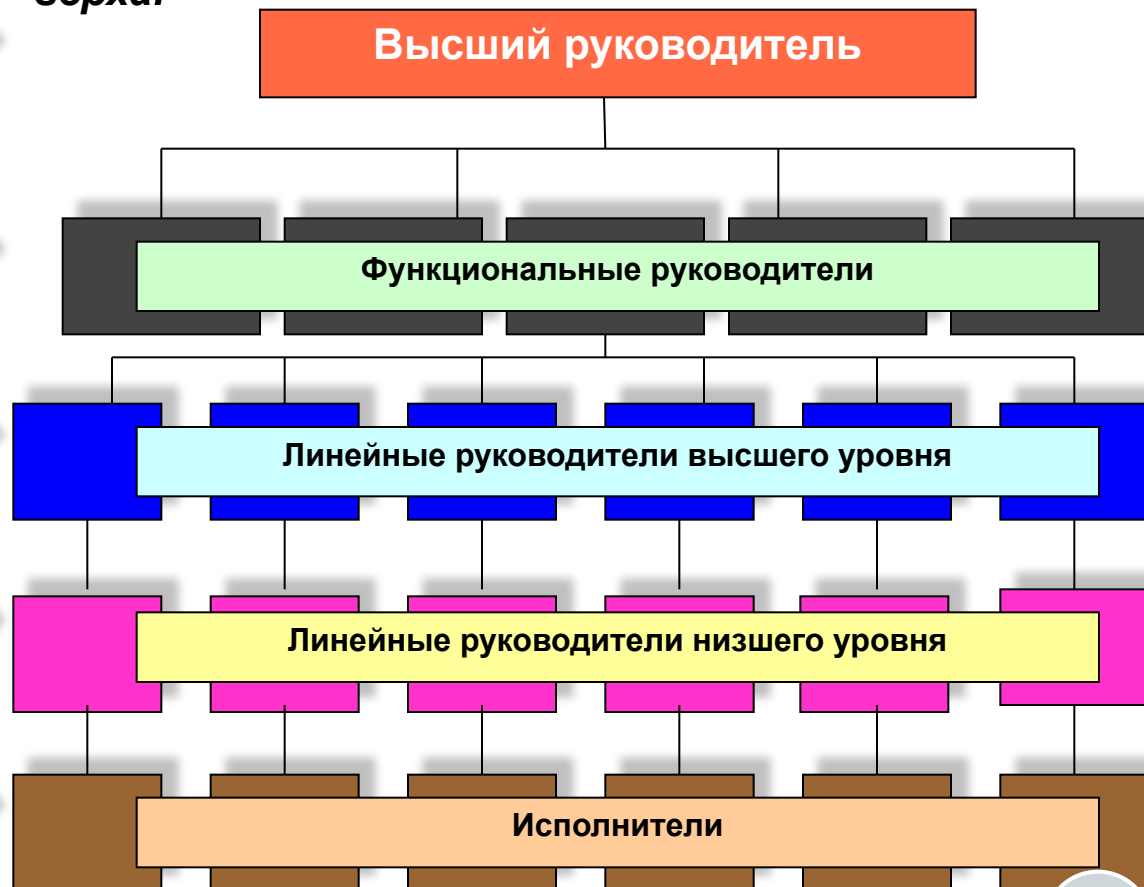 Высший руководитель
Функциональные руководители
Линейные руководители высшего уровня
Линейные руководители низшего уровня
Исполнители